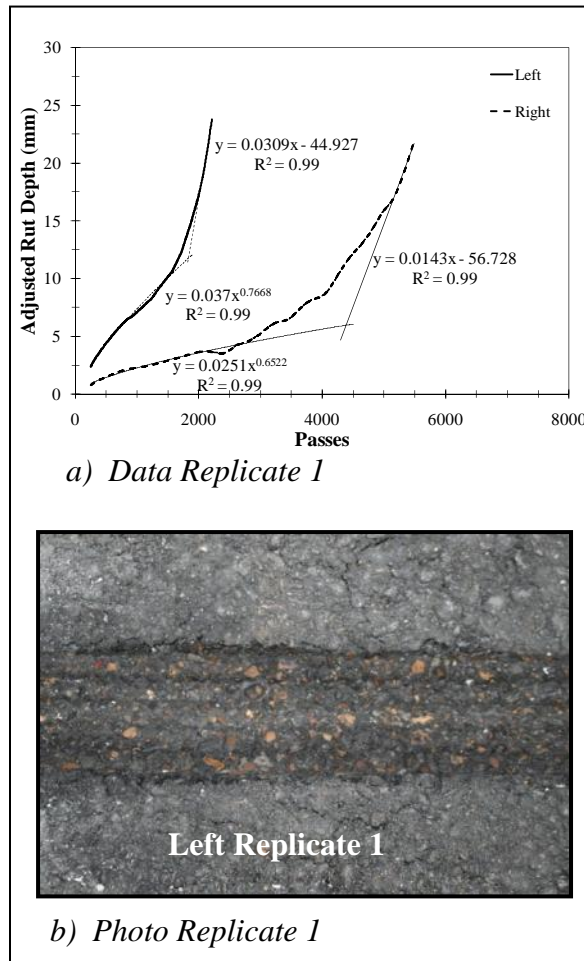 30
25
20
15
10
5
0
Adjusted Rut Depth (mm)
Left
Right
y = 0.0309x - 44.927
R² = 0.99
y = 0.0143x - 56.728
R² = 0.99
y = 0.037x^0.7668
R² = 0.99
y = 0.0251x^0.6522
R² = 0.99
0 2000 4000 6000 8000
Passes
a) Data Replicate 1
Left Replicate 1
b) Photo Replicate 1